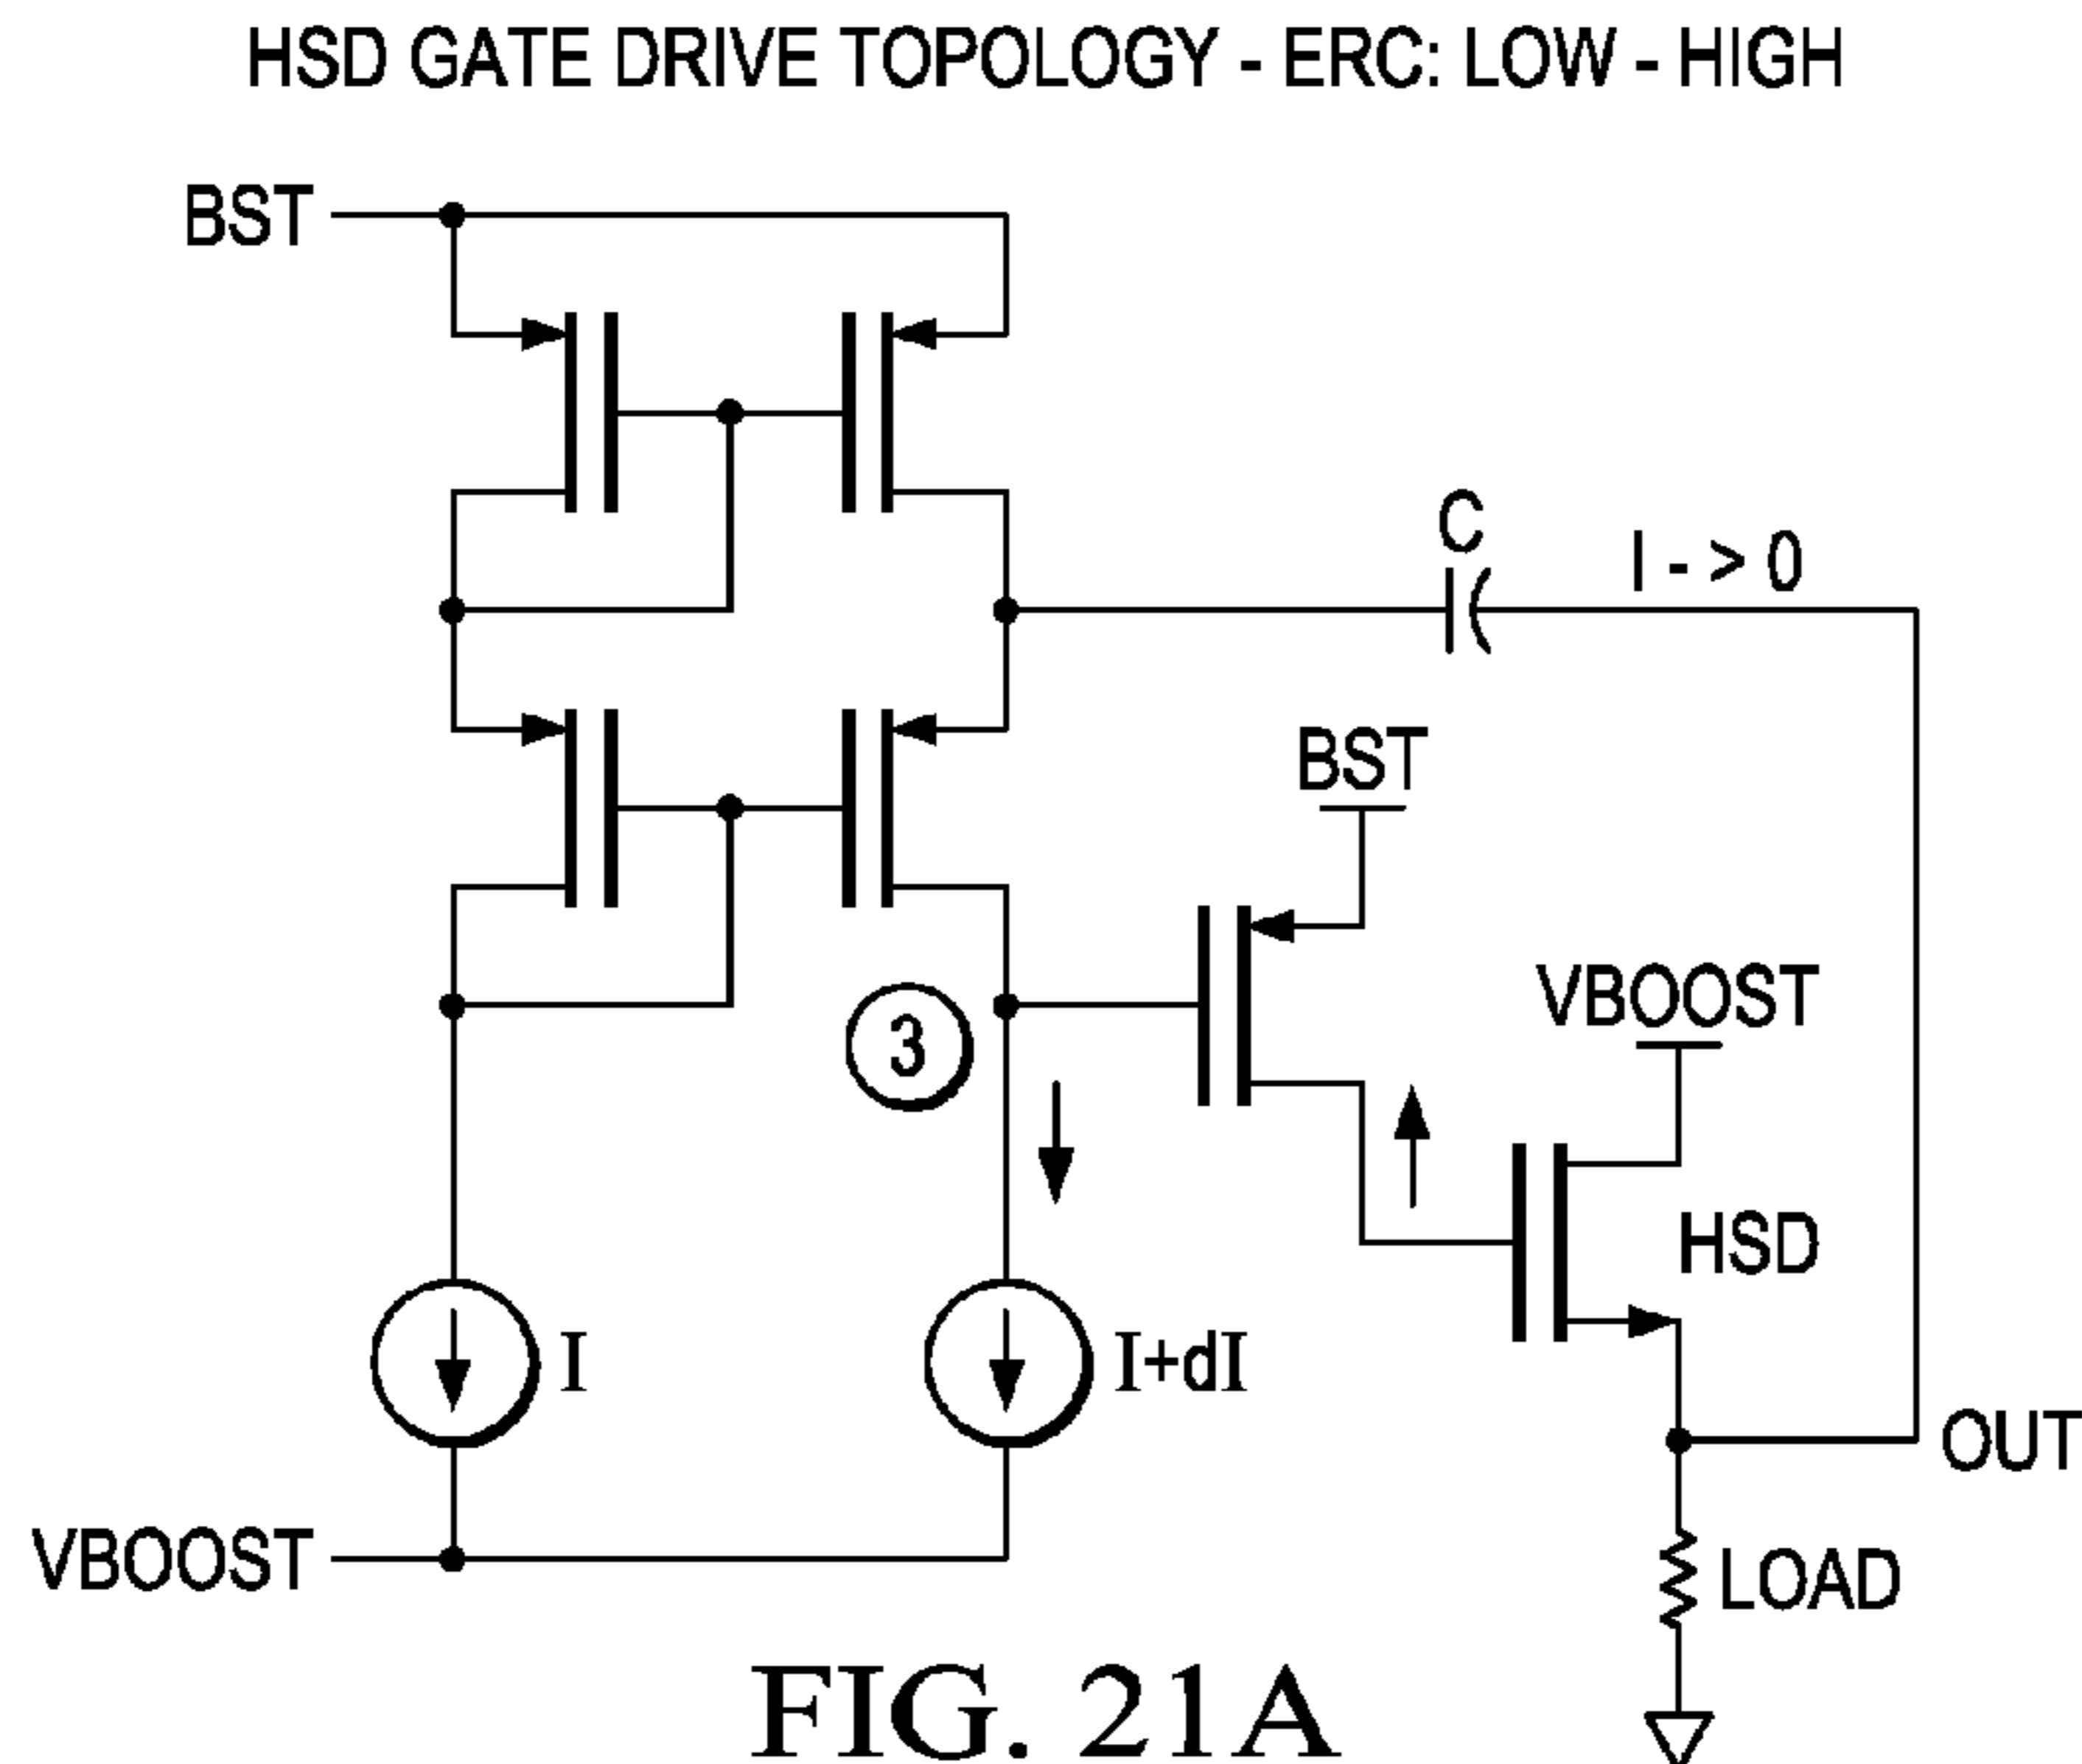 HSD GATE DRIVE TOPOLOGY - ERC: LOW - HIGH
BST
C
I - > 0
BST
VBOOST
3
HSD
I
I+dI
OUT
VBOOST
LOAD
FIG. 21A